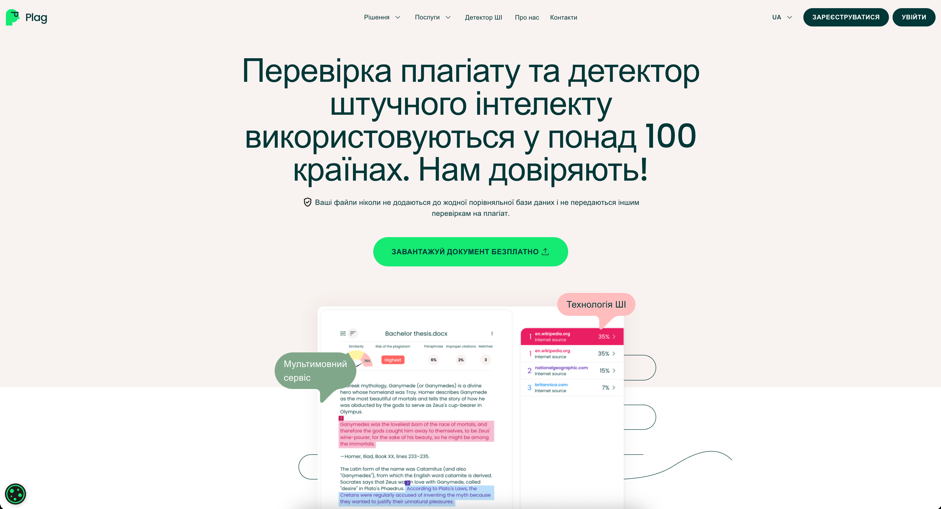 Plag
Рішення
Послуги
Детектор ШІ
Про нас
Контакти
UA
ЗАРЕЄСТРУВАТИСЯ
УВІЙТИ
Перевірка плагіату та детектор
штучного інтелекту
використовуються у понад 100
країнах. Нам довіряють!
Ваші файли ніколи не додаються до жодної порівняльної бази даних і не передаються іншим
перевіркам на плагіат.
ЗАВАНТАЖУЙ ДОКУМЕНТ БЕЗПЛАТНО
Технологія ШІ
Мультимовний
сервіс
Bachelor thesis.docx
Similarity
Risk of the plagiarism
Paraphrase
Improper citations
Matches
Highest
1 en.wikipedia.org 35%
Internet source
1 en.wikipedia.org 35%
Internet source
2 nationalgeographic.com 15%
Internet source
3 britannica.com 7%
Internet source
Greek mythology, Ganymede (or Ganymedes) is a divine
hero whose homeland was Troy. Homer describes Ganymede
as the most beautiful of mortals and tells the story of how he
was abducted by the gods to serve as Zeus's cup-bearer in
Olympus.
Ganymedes was the loveliest born of the race of mortals, and
therefore the gods caught him away to themselves, to be Zeus'
wine-pourer, for the sake of his beauty, so he might be among
the immortals.
—Homer, Iliad, Book XX, lines 233–235.
The Latin form of the name was Catamitus (and also
"Ganymedes"), from which the English word catamite is derived.
Socrates says that Zeus was in love with Ganymede, called
"desire" in Plato's Phaedrus. According to Plato's Laws, the
Cretans were regularly accused of inventing the myth because
they wanted to justify their unnatural pleasures.